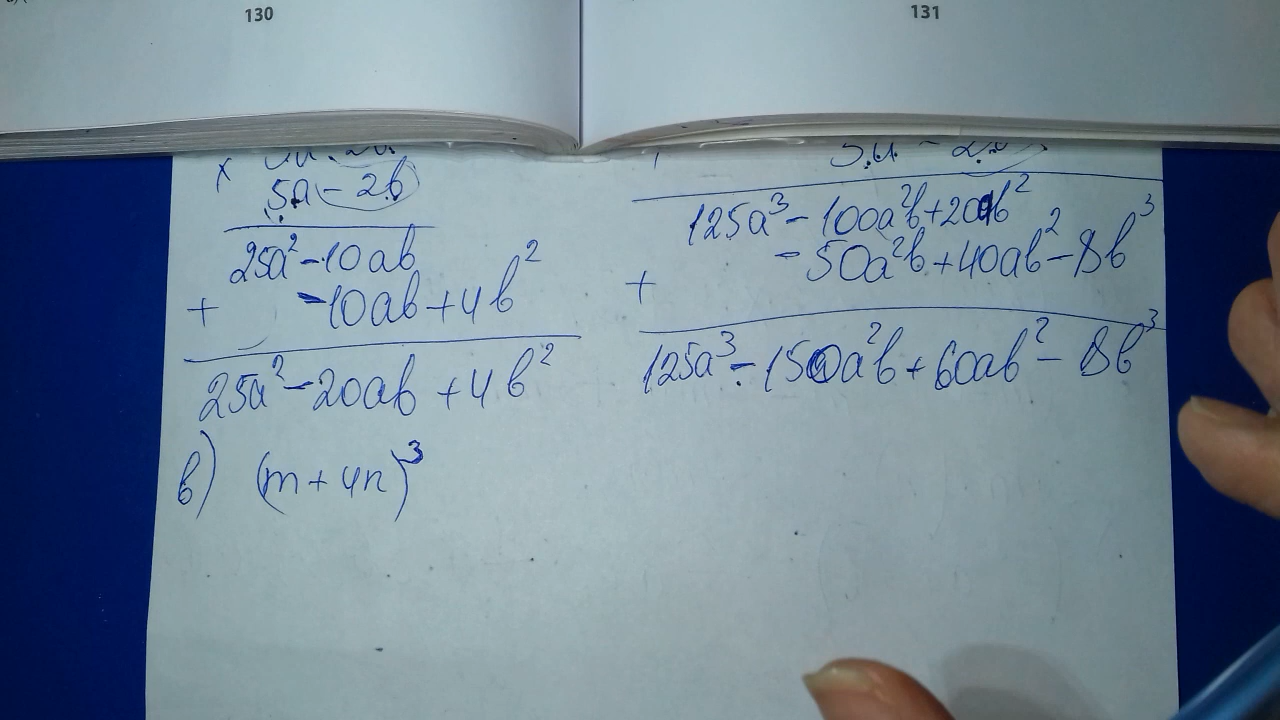 130
131
×
5a - 2b
25a² - 10ab
+ -10ab + 4b²
25a² - 20ab + 4b²
125a³ - 100a²b + 20ab²
+ -50a²b + 40ab² - 8b³
125a³ - 150a²b + 60ab² - 8b³
в) (m + 4n)³